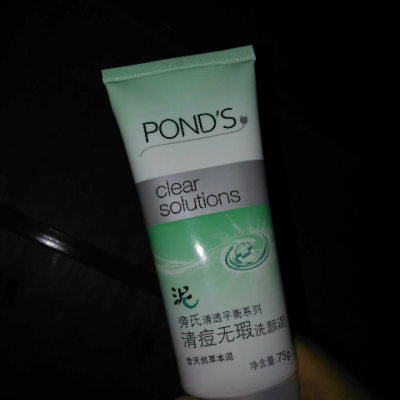 POND'S
clear
solutions
泥
旁氏清透平衡系列
清痘无瑕洗颜泥
含天然草本泥
净含量:75g